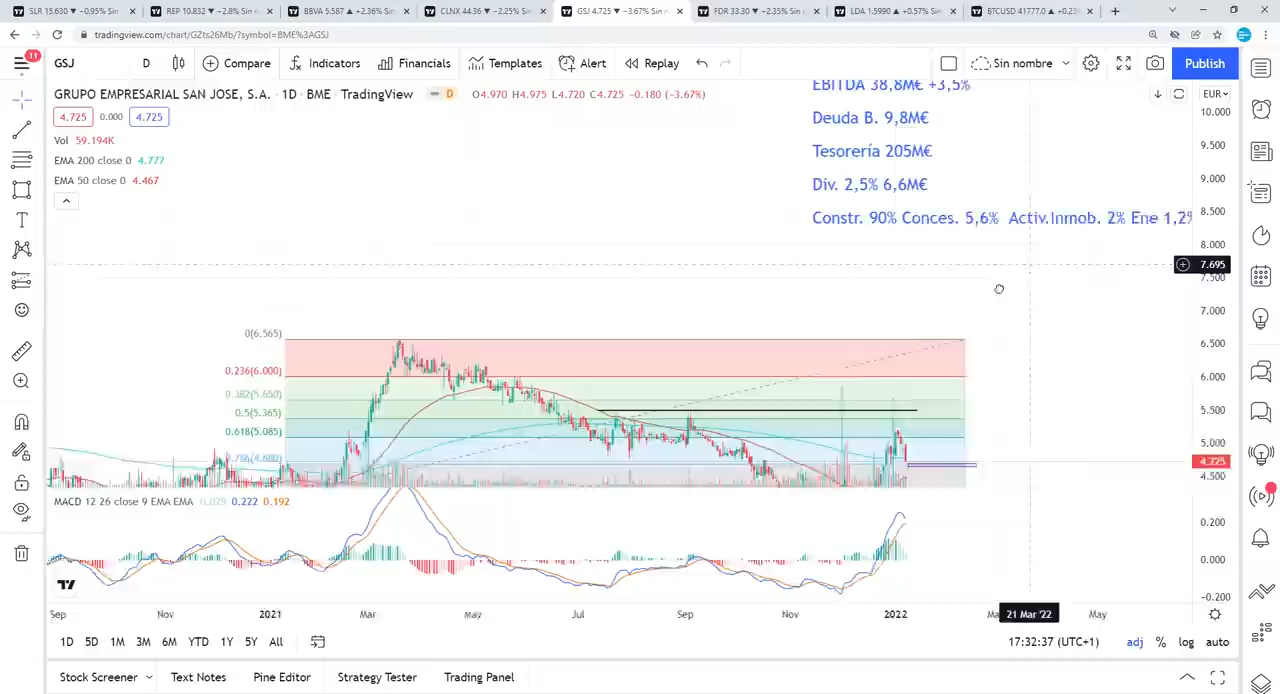 SLR 15.630 ▼ −0.95% Sin n
REP 10.832 ▼ −2.8% Sin n
BBVA 5.587 ▲ +2.36% Sin
CLNX 44.36 ▼ −2.25% Sin
GSJ 4.725 ▼ −3.67% Sin n
FDR 33.30 ▼ −2.35% Sin n
LDA 1.5990 ▲ +0.57% Sin
BTCUSD 41777.0 ▲ +0.23
tradingview.com/chart/GZts26Mb/?symbol=BME%3AGSJ
11
GSJ D Compare Indicators Financials Templates Alert Replay Sin nombre Publish
GRUPO EMPRESARIAL SAN JOSE, S.A. · 1D · BME · TradingView D O4.970 H4.975 L4.720 C4.725 −0.180 (−3.67%)
4.725 0.000 4.725
Vol 59.194K
EMA 200 close 0 4.777
EMA 50 close 0 4.467
EBITDA 38,8M€ +3,5%
Deuda B. 9,8M€
Tesorería 205M€
Div. 2,5% 6,6M€
Constr. 90% Conces. 5,6% Activ.Inmob. 2% Ene 1,2%
EUR
10.000
9.500
9.000
8.500
8.000
7.695
7.500
7.000
6.500
6.000
5.500
5.000
4.725
4.500
0(6.565)
0.236(6.000)
0.382(5.650)
0.5(5.365)
0.618(5.085)
0.786(4.680)
MACD 12 26 close 9 EMA EMA 0.029 0.222 0.192
0.200
0.000
−0.200
Sep Nov 2021 Mar May Jul Sep Nov 2022 Ma 21 Mar '22 May
1D 5D 1M 3M 6M YTD 1Y 5Y All 17:32:37 (UTC+1) adj % log auto
Stock Screener Text Notes Pine Editor Strategy Tester Trading Panel